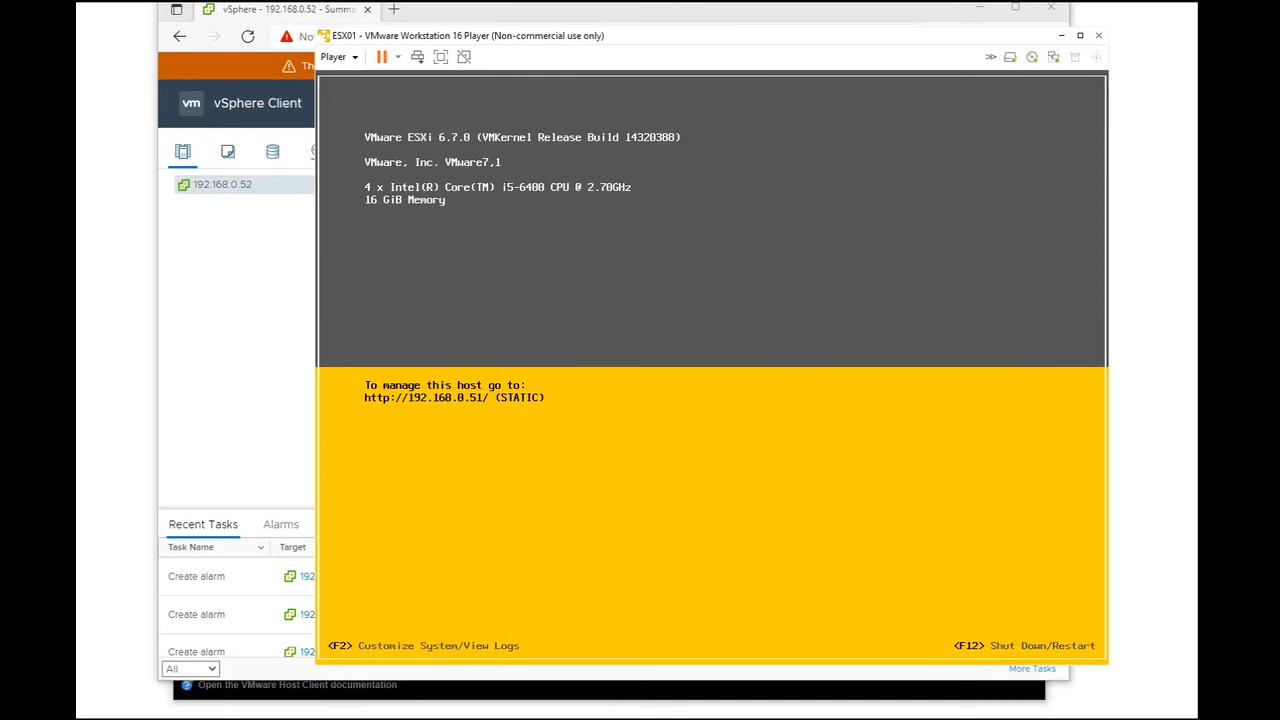 vSphere - 192.168.0.52 - Summa
ESX01 - VMware Workstation 16 Player (Non-commercial use only)
Player
vm vSphere Client
192.168.0.52
VMware ESXi 6.7.0 (VMKernel Release Build 14320388)
VMware, Inc. VMware7,1
4 x Intel(R) Core(TM) i5-6400 CPU @ 2.70GHz
16 GiB Memory
To manage this host go to:
http://192.168.0.51/ (STATIC)
<F2> Customize System/View Logs
<F12> Shut Down/Restart
Recent Tasks Alarms
Task Name Target
Create alarm 192
Create alarm 192
Create alarm 192
All
More Tasks
Open the VMware Host Client documentation